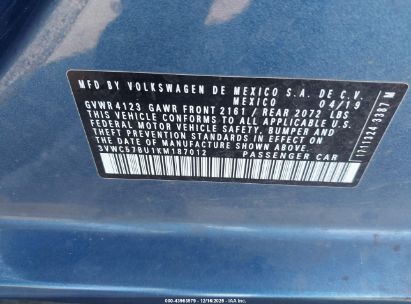 MFD BY VOLKSWAGEN DE MEXICO S.A. DE C.V.
MEXICO 04/19
GVWR 4123 GAWR FRONT 2161 / REAR 2072 LBS
THIS VEHICLE CONFORMS TO ALL APPLICABLE U.S.
FEDERAL MOTOR VEHICLE SAFETY, BUMPER AND
THEFT PREVENTION STANDARDS IN EFFECT ON
THE DATE OF MANUFACTURE SHOWN ABOVE.
3VWC57BU1KM187012 PASSENGER CAR
1711234 3387 M